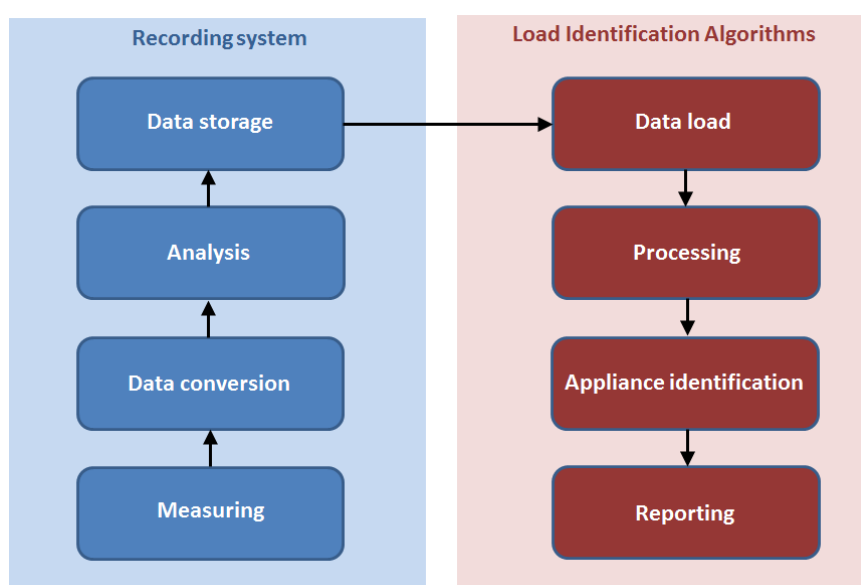 Recording system
Data storage
Analysis
Data conversion
Measuring
Load Identification Algorithms
Data load
Processing
Appliance identification
Reporting